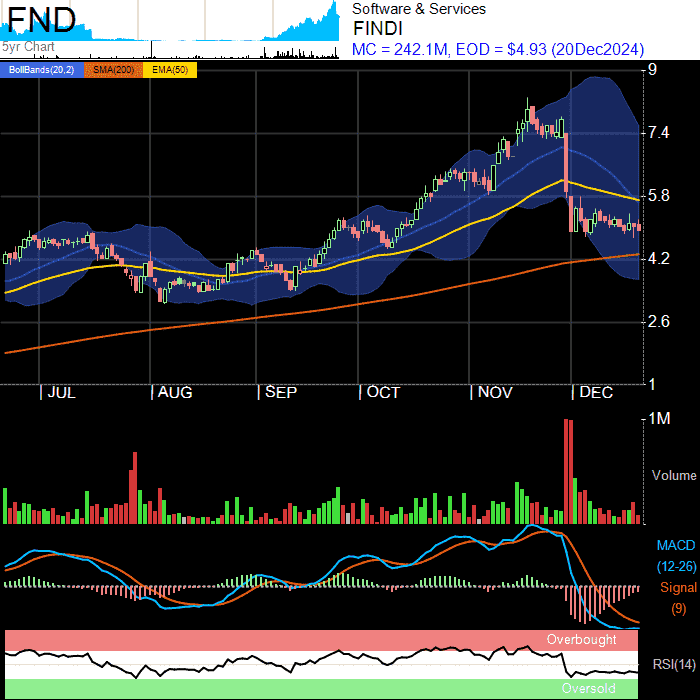 FND
5yr Chart
Software & Services
FINDI
MC = 242.1M, EOD = $4.93 (20Dec2024)
BollBands(20,2) SMA(200) EMA(50)
9
7.4
5.8
4.2
2.6
1
JUL AUG SEP OCT NOV DEC
1M
Volume
MACD
(12-26)
Signal
(9)
Overbought
RSI(14)
Oversold